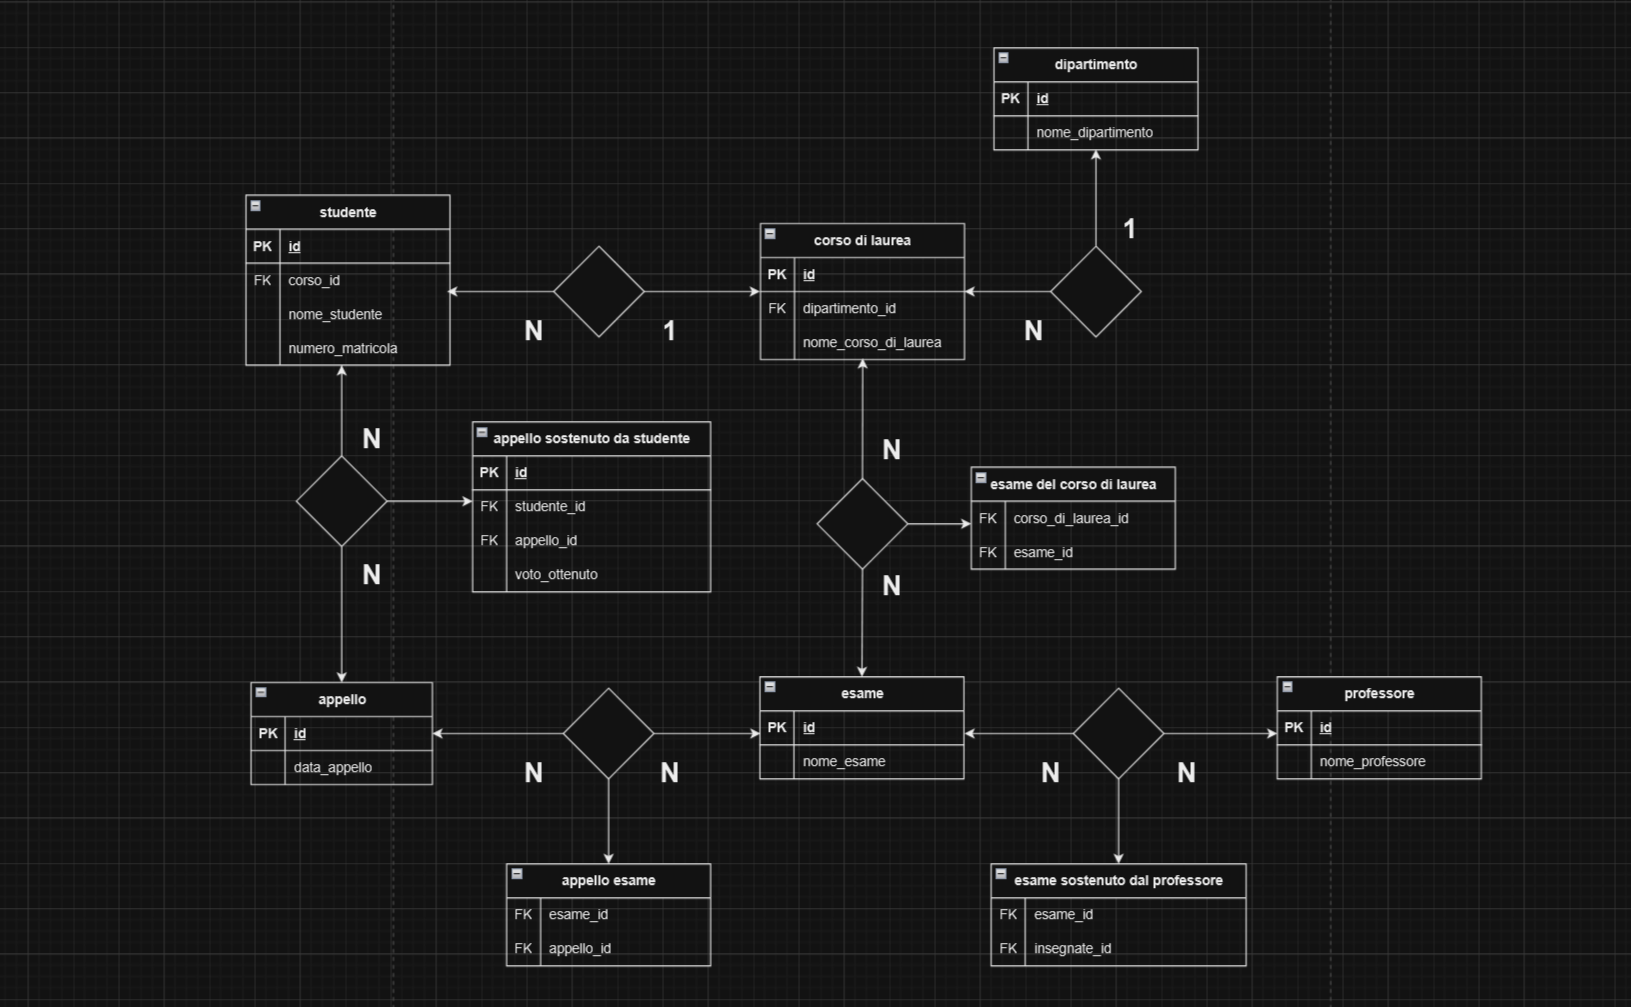 dipartimento
PK id
nome_dipartimento
1
studente
PK id
FK corso_id
nome_studente
numero_matricola
N
1
corso di laurea
PK id
FK dipartimento_id
nome_corso_di_laurea
N
N
appello sostenuto da studente
PK id
FK studente_id
FK appello_id
voto_ottenuto
N
N
esame del corso di laurea
FK corso_di_laurea_id
FK esame_id
N
appello
PK id
data_appello
N
N
esame
PK id
nome_esame
N
N
professore
PK id
nome_professore
appello esame
FK esame_id
FK appello_id
esame sostenuto dal professore
FK esame_id
FK insegnate_id